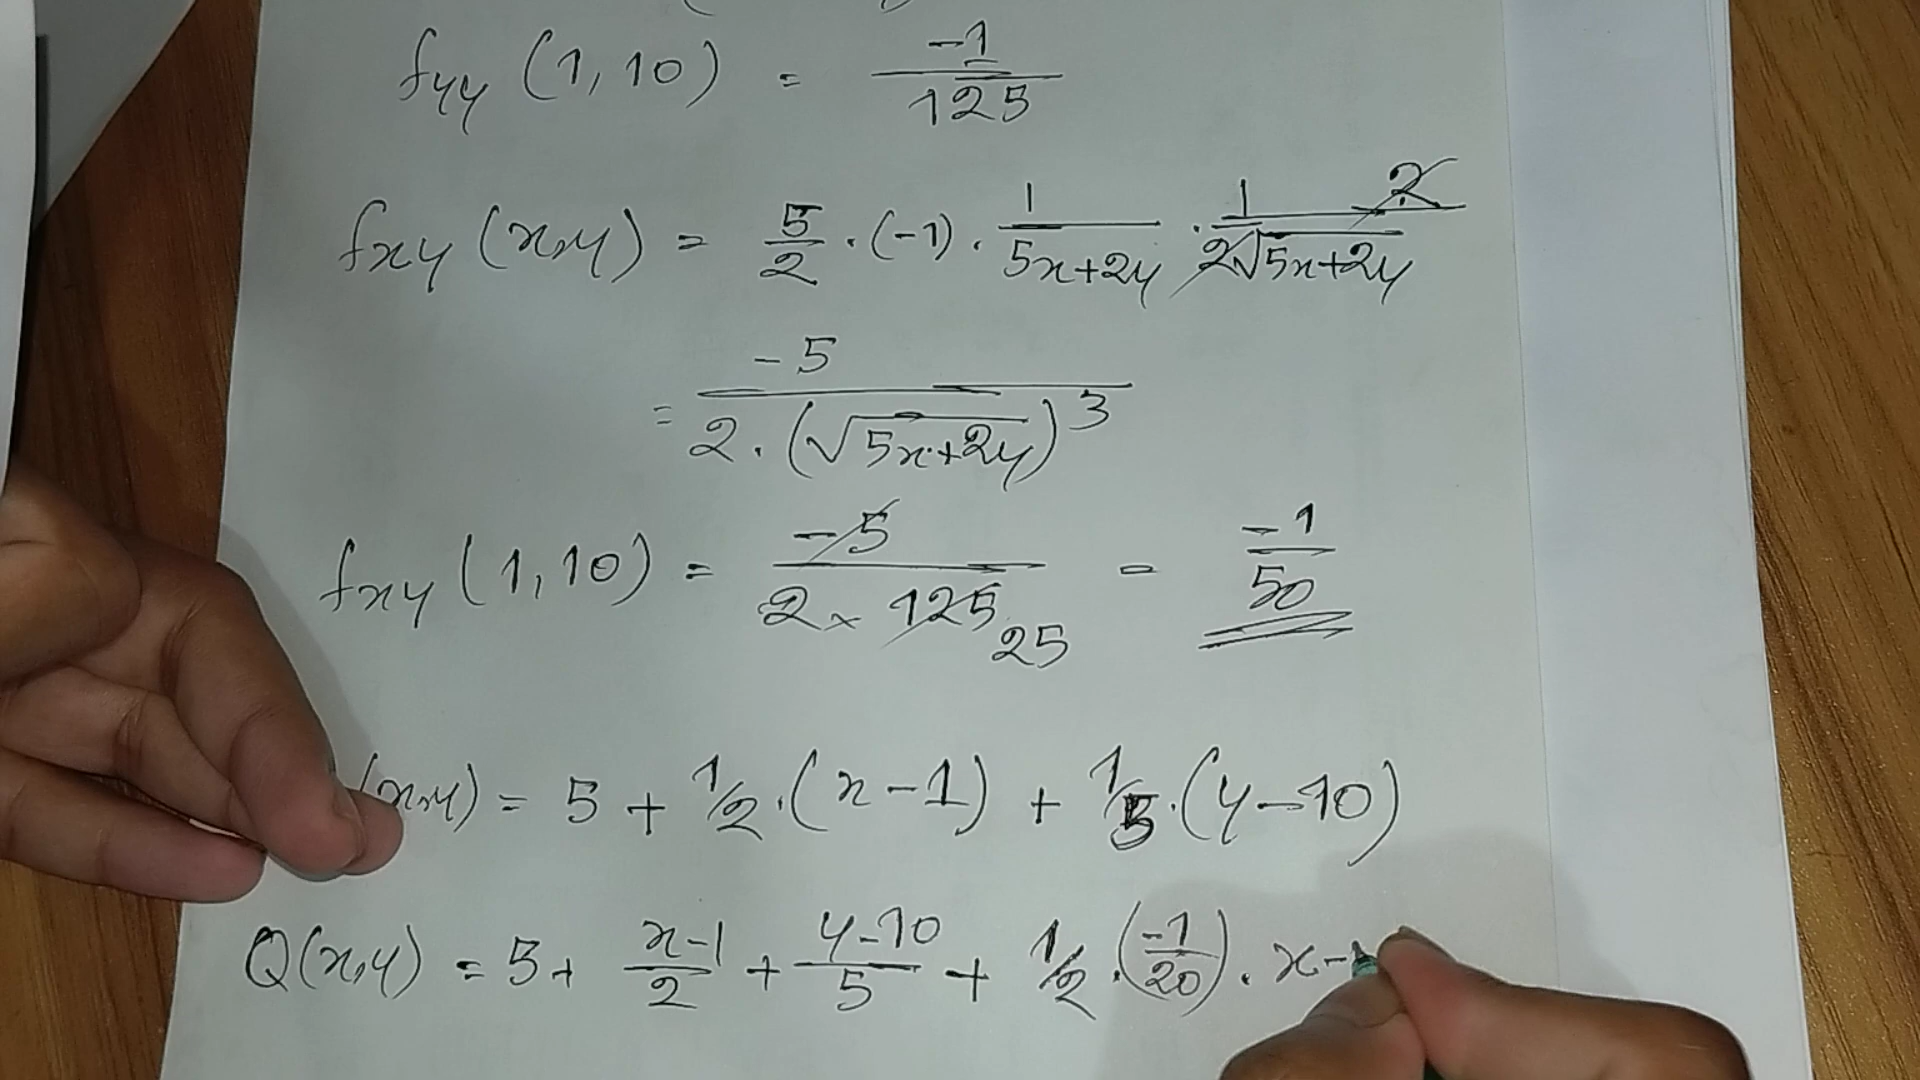 fyy (1,10) = -1/125
fxy (x,y) = 5/2 · (-1) · 1/5x+2y · 1/2√5x+2y · 2
= -5/2 · (√5x+2y)^3
fxy (1,10) = -5/2 × 125 25 = -1/50
(x,y) = 5 + 1/2 · (x-1) + 1/5 · (y-10)
Q(x,y) = 5 + x-1/2 + y-10/5 + 1/2 · (-1/20) · x-